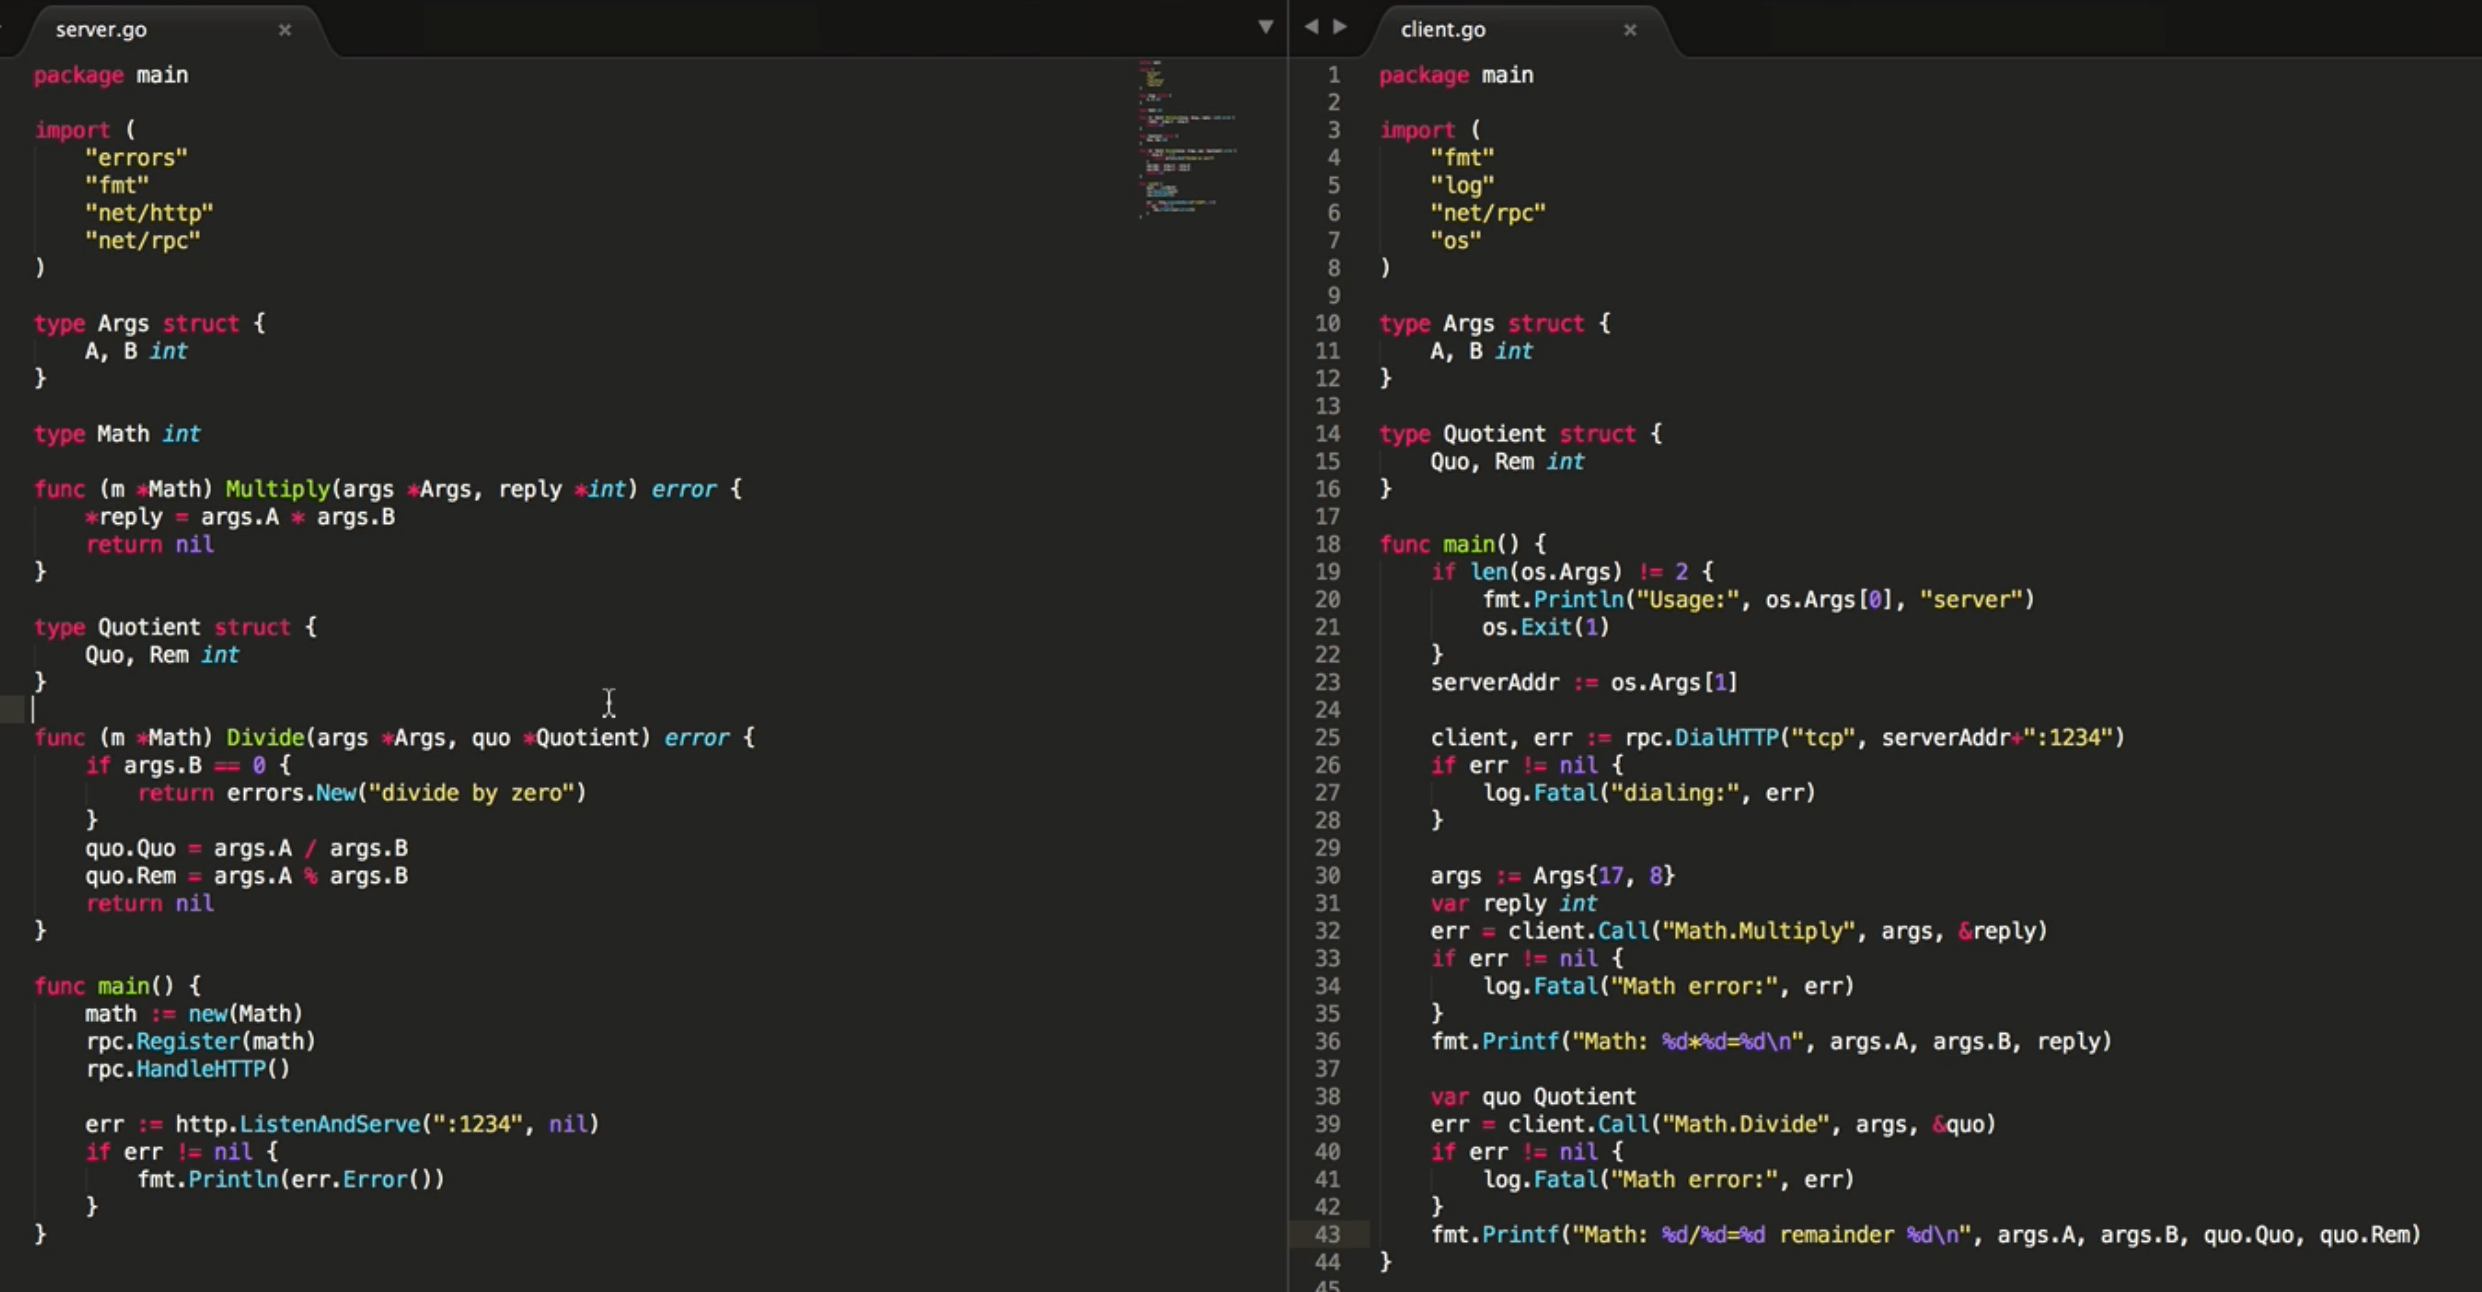 server.go
package main
import (
"errors"
"fmt"
"net/http"
"net/rpc"
)
type Args struct {
A, B int
}
type Math int
func (m *Math) Multiply(args *Args, reply *int) error {
*reply = args.A * args.B
return nil
}
type Quotient struct {
Quo, Rem int
}
func (m *Math) Divide(args *Args, quo *Quotient) error {
if args.B == 0 {
return errors.New("divide by zero")
}
quo.Quo = args.A / args.B
quo.Rem = args.A % args.B
return nil
}
func main() {
math := new(Math)
rpc.Register(math)
rpc.HandleHTTP()
err := http.ListenAndServe(":1234", nil)
if err != nil {
fmt.Println(err.Error())
}
}
client.go
1 package main
2
3 import (
4 "fmt"
5 "log"
6 "net/rpc"
7 "os"
8 )
9
10 type Args struct {
11 A, B int
12 }
13
14 type Quotient struct {
15 Quo, Rem int
16 }
17
18 func main() {
19 if len(os.Args) != 2 {
20 fmt.Println("Usage:", os.Args[0], "server")
21 os.Exit(1)
22 }
23 serverAddr := os.Args[1]
24
25 client, err := rpc.DialHTTP("tcp", serverAddr+":1234")
26 if err != nil {
27 log.Fatal("dialing:", err)
28 }
29
30 args := Args{17, 8}
31 var reply int
32 err = client.Call("Math.Multiply", args, &reply)
33 if err != nil {
34 log.Fatal("Math error:", err)
35 }
36 fmt.Printf("Math: %d*%d=%d\n", args.A, args.B, reply)
37
38 var quo Quotient
39 err = client.Call("Math.Divide", args, &quo)
40 if err != nil {
41 log.Fatal("Math error:", err)
42 }
43 fmt.Printf("Math: %d/%d=%d remainder %d\n", args.A, args.B, quo.Quo, quo.Rem)
44 }
45